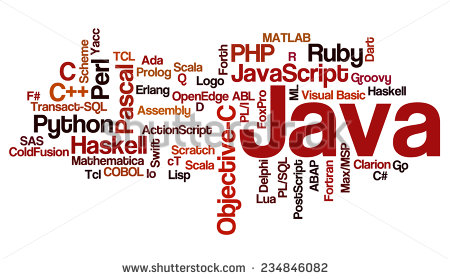 MATLAB
Forth PHP R Ruby Dart
Yacc
Scheme
Perl
TCL Ada
Prolog Scala
Q Logo
JavaScript Groovy
C
C++
Pascal
Erlang
OpenEdge ABL
PL/I
FoxPro
ML
Visual Basic Haskell
F#
Transact-SQL
Assembly D
Python
ActionScript
Objective-C
Java
SAS
ColdFusion
Haskell
Swift
Scratch
Mathematica
cT Scala
Tcl COBOL Io Lisp
Lua
Delphi
PL/SQL
PostScript
ABAP
Fortran
Max/MSP
Clarion Go
C#
shutterstock
www.shutterstock.com · 234846082